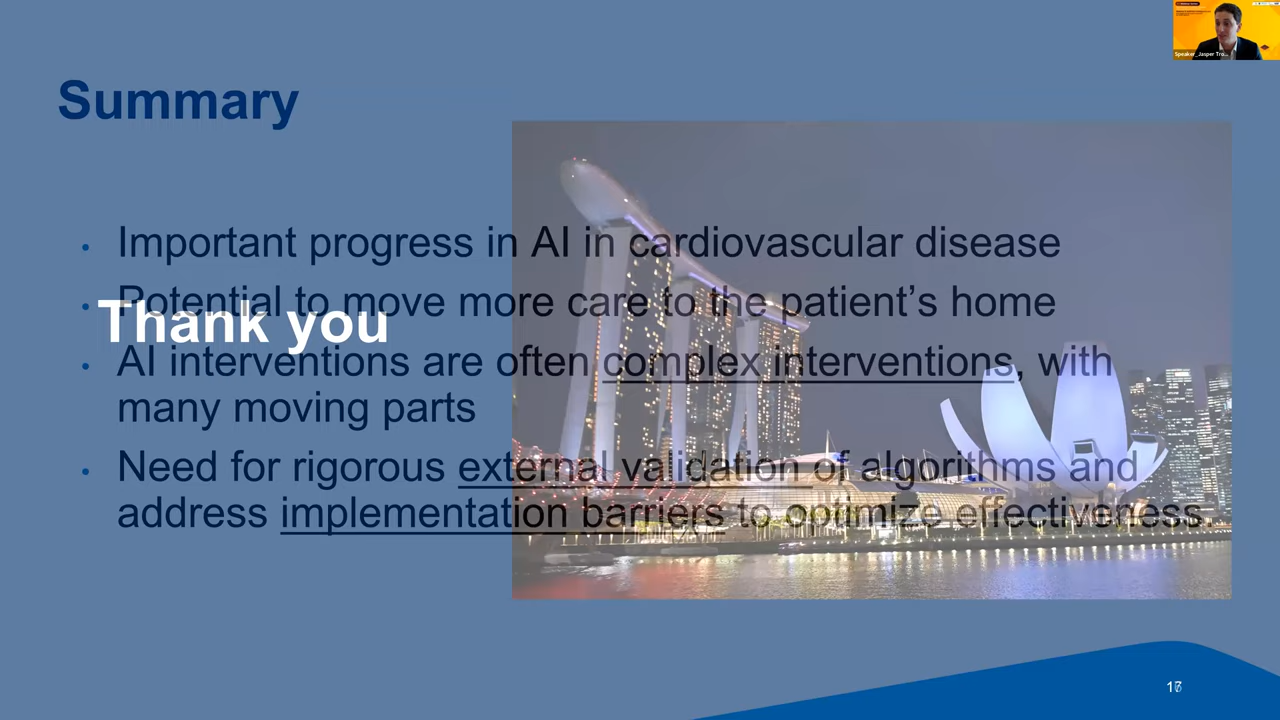 Summary
Important progress in AI in cardiovascular disease
Potential to move more care to the patient’s home
Thank you
AI interventions are often complex interventions, with
many moving parts
Need for rigorous external validation of algorithms and
address implementation barriers to optimize effectiveness.
Speaker_Jasper Tro...